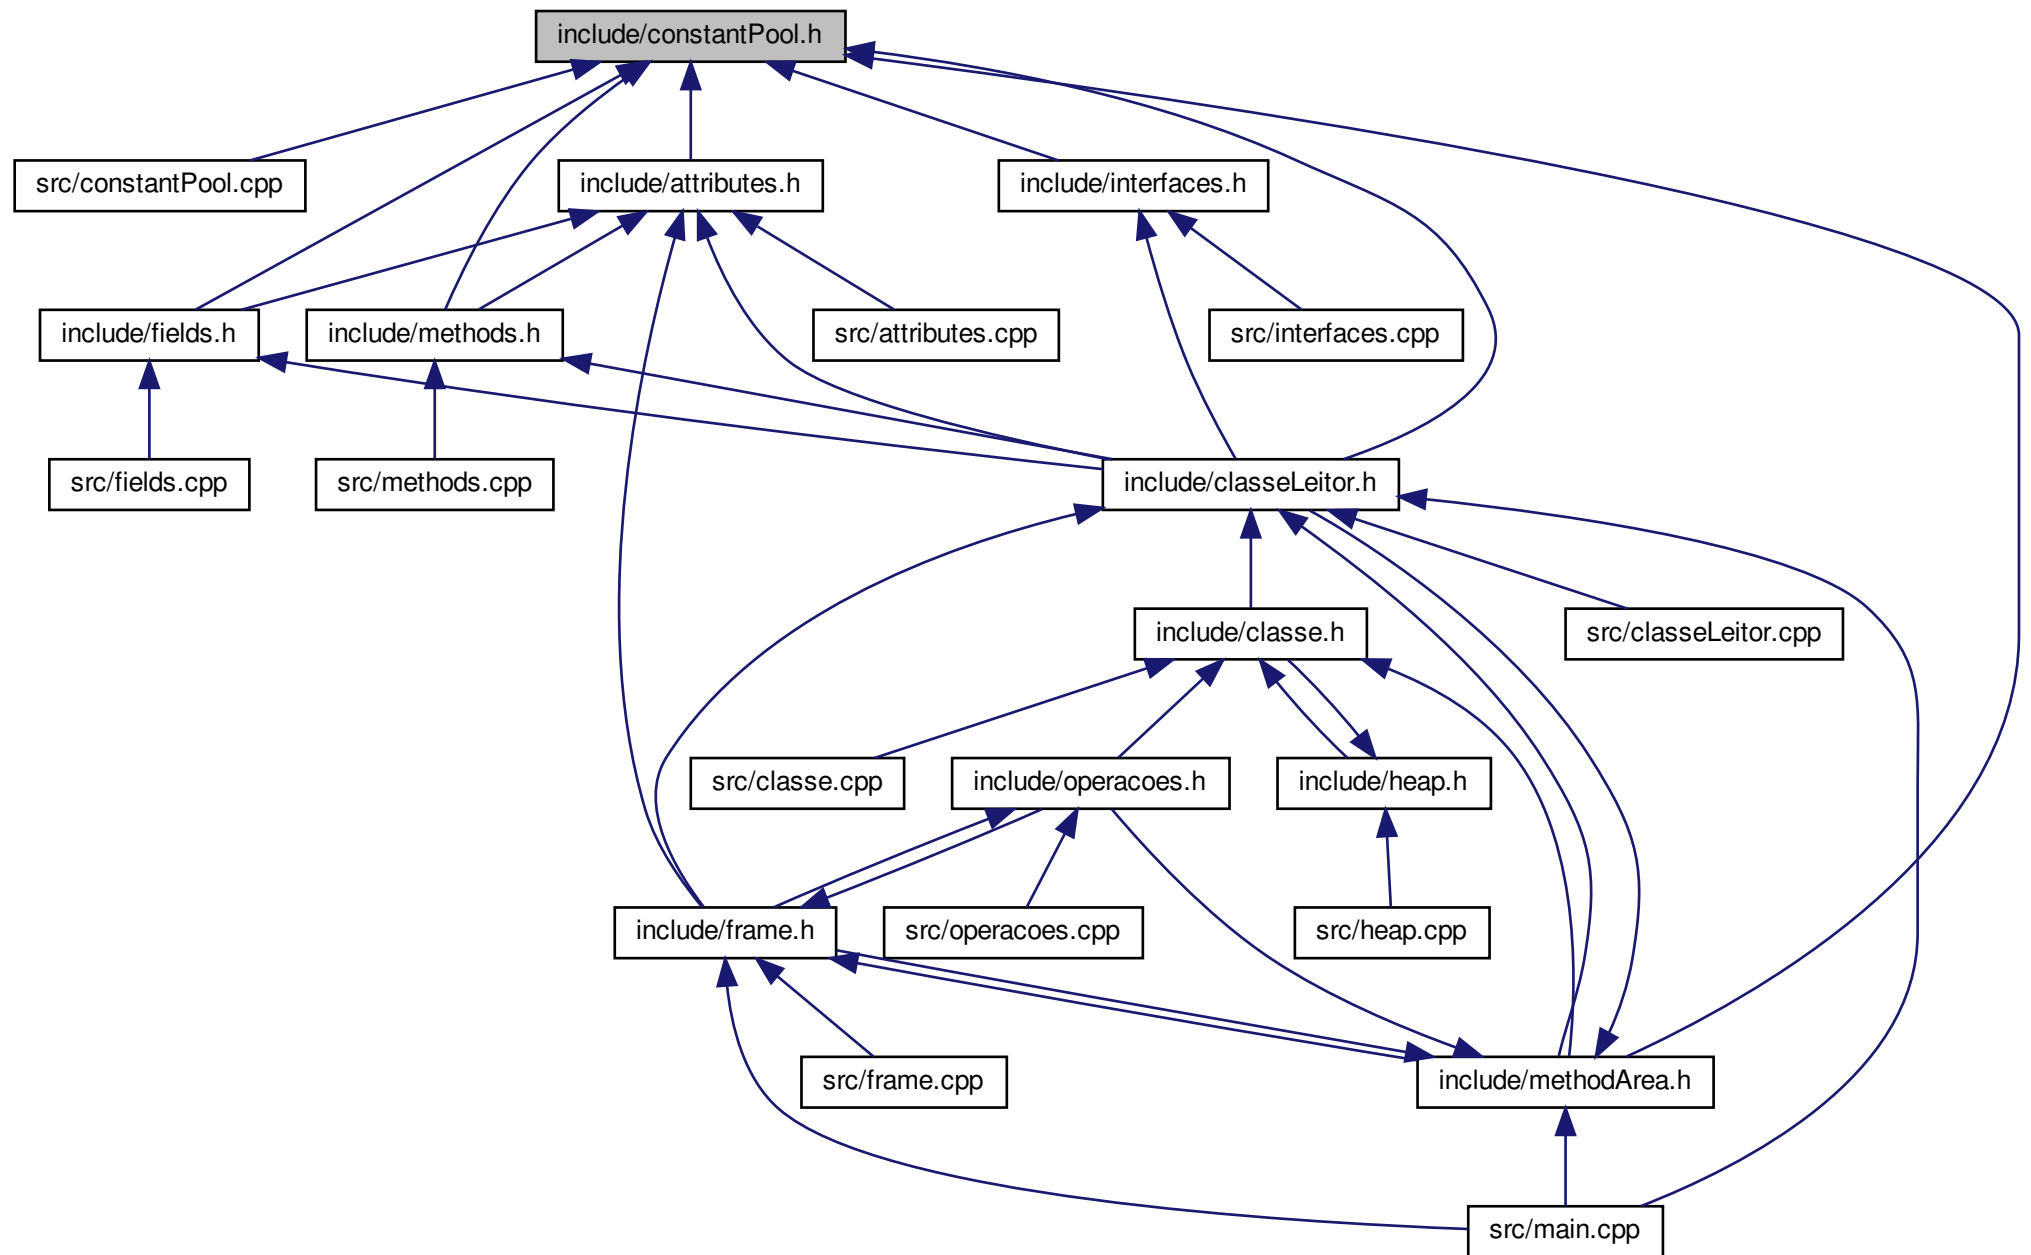 include/constantPool.h
src/constantPool.cpp
include/attributes.h
include/interfaces.h
include/fields.h
include/methods.h
src/attributes.cpp
src/interfaces.cpp
src/fields.cpp
src/methods.cpp
include/classeLeitor.h
include/classe.h
src/classeLeitor.cpp
src/classe.cpp
include/operacoes.h
include/heap.h
include/frame.h
src/operacoes.cpp
src/heap.cpp
src/frame.cpp
include/methodArea.h
src/main.cpp